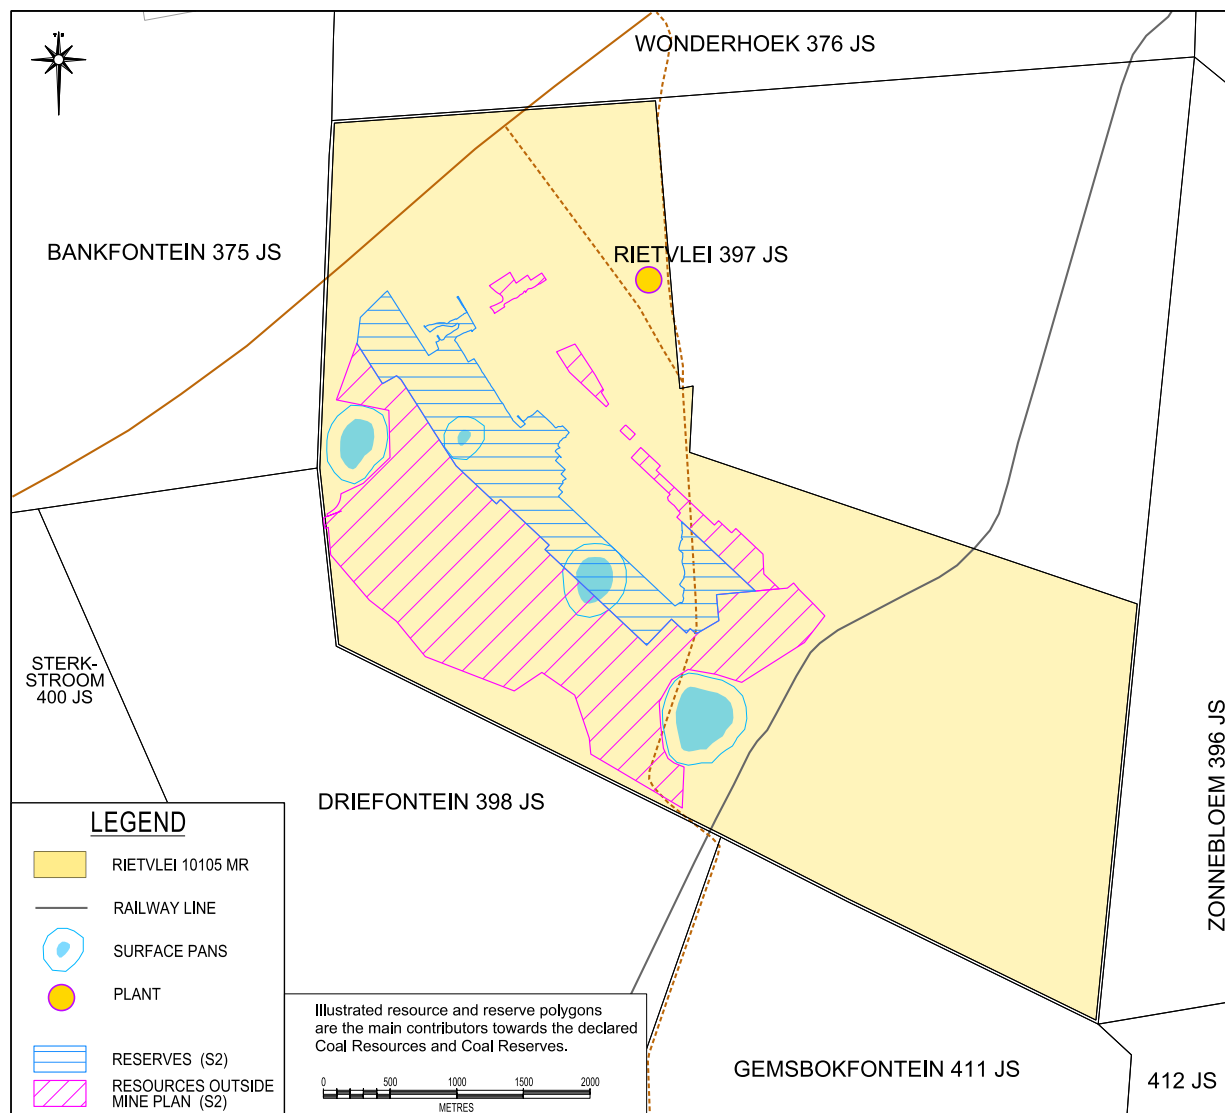 WONDERHOEK 376 JS
BANKFONTEIN 375 JS
RIETVLEI 397 JS
STERK-
STROOM
400 JS
ZONNEBLOEM 396 JS
DRIEFONTEIN 398 JS
GEMSBOKFONTEIN 411 JS
412 JS
LEGEND
RIETVLEI 10105 MR
RAILWAY LINE
SURFACE PANS
PLANT
RESERVES (S2)
RESOURCES OUTSIDE
MINE PLAN (S2)
Illustrated resource and reserve polygons
are the main contributors towards the declared
Coal Resources and Coal Reserves.
0 500 1000 1500 2000
METRES